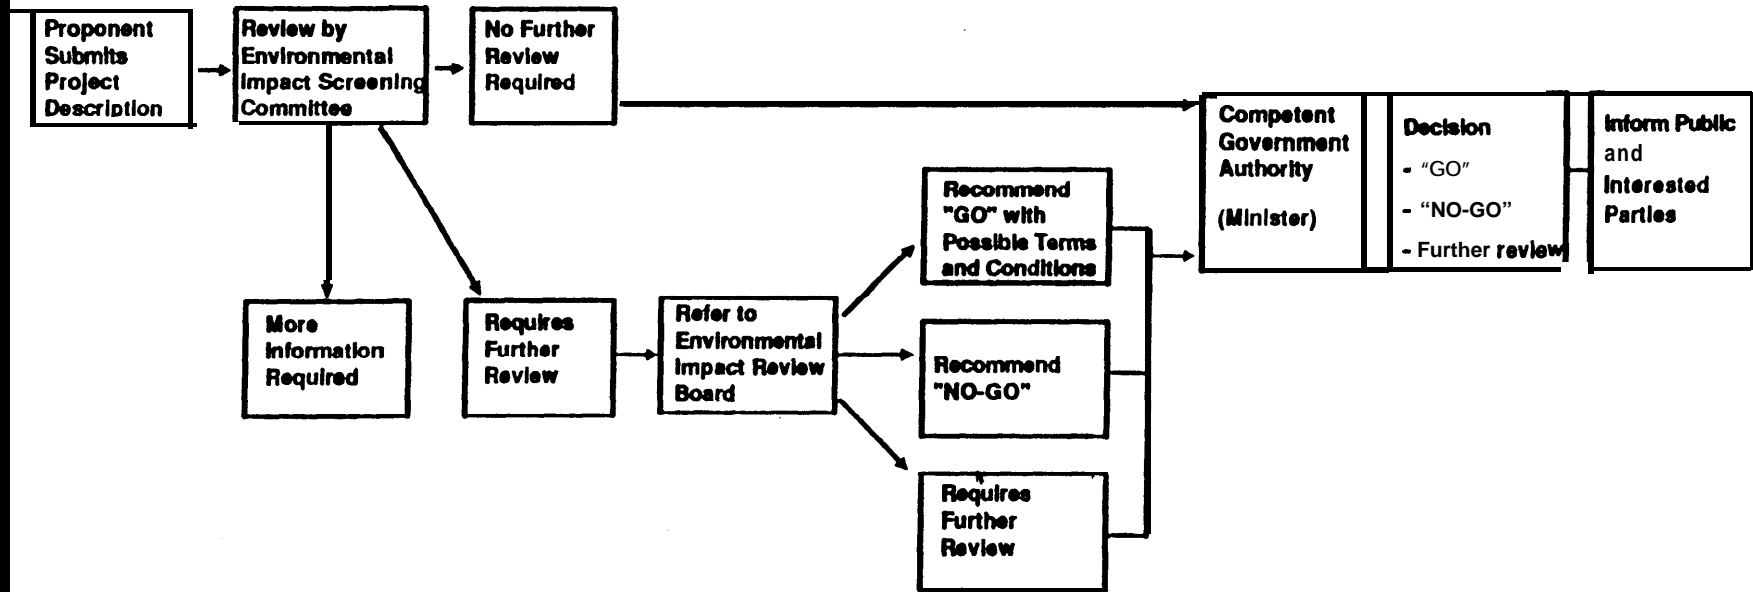 Proponent
Submits
Project
Description
Review by
Environmental
Impact Screening
Committee
No Further
Review
Required
Competent
Government
Authority
(Minister)
Decision
- "GO"
- "NO-GO"
- Further review
Inform Public
and
Interested
Parties
Recommend
"GO" with
Possible Terms
and Conditions
More
Information
Required
Requires
Further
Review
Refer to
Environmental
Impact Review
Board
Recommend
"NO-GO"
Requires
Further
Review